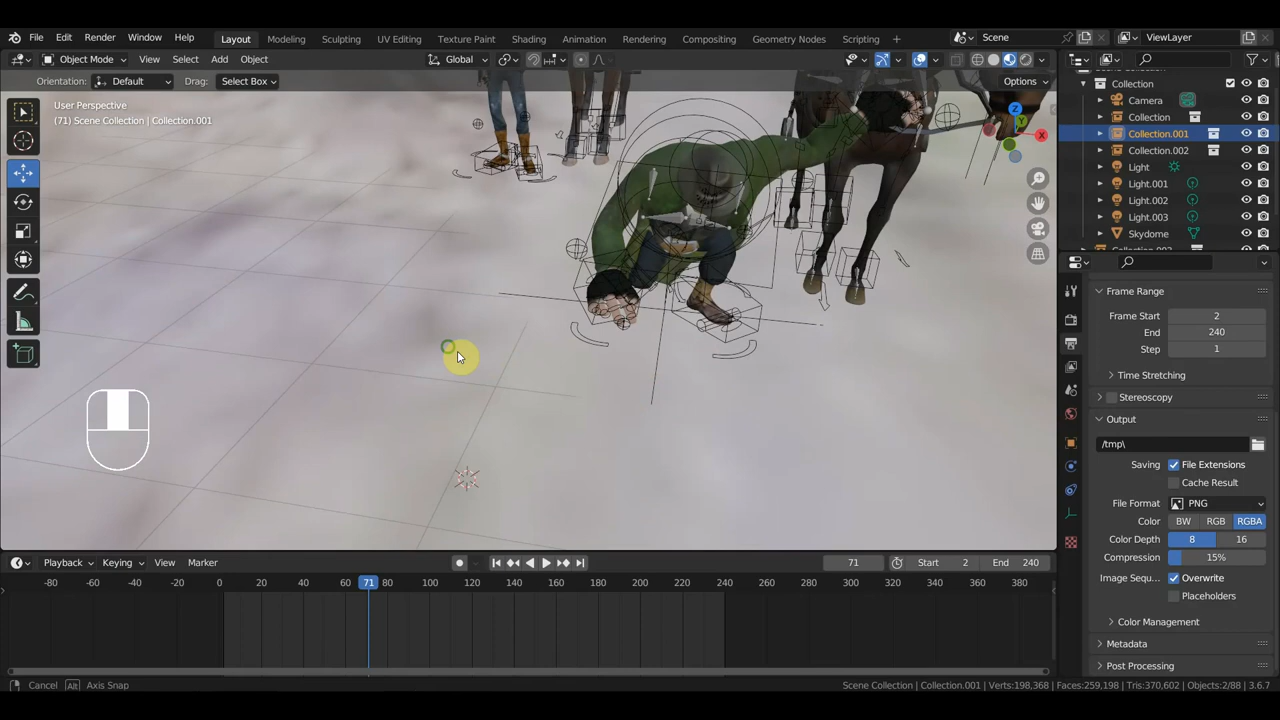 File Edit Render Window Help Layout Modeling Sculpting UV Editing Texture Paint Shading Animation Rendering Compositing Geometry Nodes Scripting Scene ViewLayer
Object Mode View Select Add Object Global
Orientation: Default Drag: Select Box Options
User Perspective
(71) Scene Collection | Collection.001
Z
Y
X
Collection
Camera
Collection
Collection.001
Collection.002
Light
Light.001
Light.002
Light.003
Skydome
Frame Range
Frame Start 2
End 240
Step 1
Time Stretching
Stereoscopy
Output
/tmp\
Saving File Extensions
Cache Result
File Format PNG
Color BW RGB RGBA
Color Depth 8 16
Compression 15%
Image Sequ... Overwrite
Placeholders
Color Management
Metadata
Post Processing
Playback Keying View Marker 71 Start 2 End 240
-80 -60 -40 -20 0 20 40 60 71 80 100 120 140 160 180 200 220 240 260 280 300 320 340 360 380
Cancel Alt Axis Snap Scene Collection | Collection.001 | Verts:198,368 | Faces:259,198 | Tris:370,602 | Objects:2/88 | 3.6.7